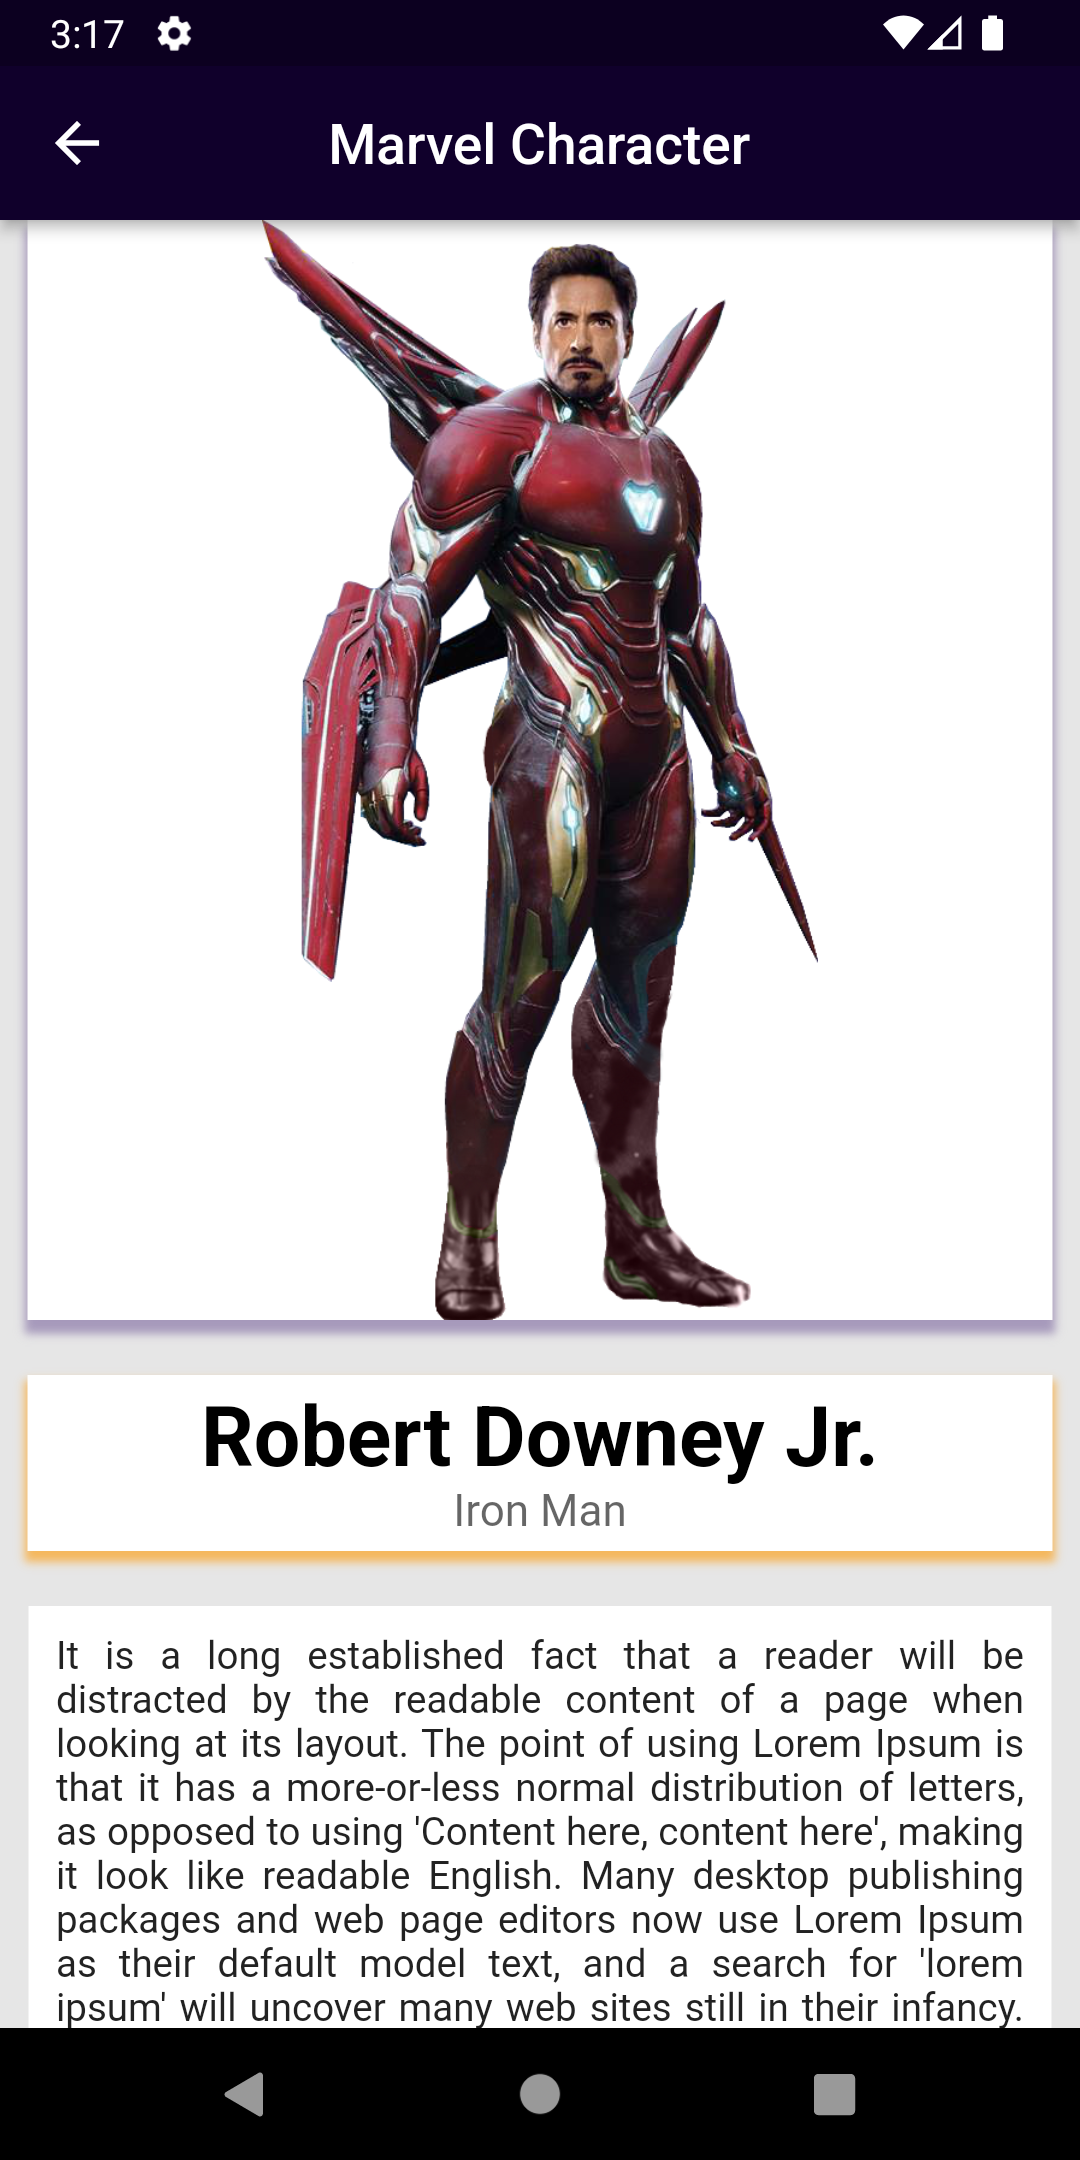 3:17
Marvel Character
Robert Downey Jr.
Iron Man
It is a long established fact that a reader will be
distracted by the readable content of a page when
looking at its layout. The point of using Lorem Ipsum is
that it has a more-or-less normal distribution of letters,
as opposed to using 'Content here, content here', making
it look like readable English. Many desktop publishing
packages and web page editors now use Lorem Ipsum
as their default model text, and a search for 'lorem
ipsum' will uncover many web sites still in their infancy.